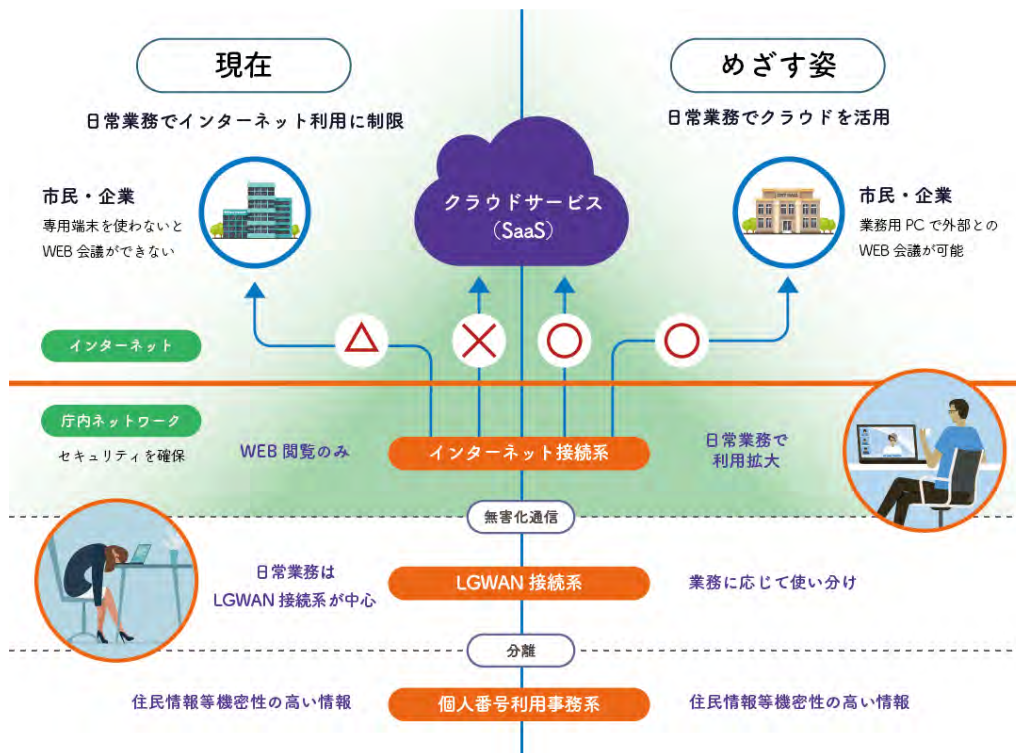 現在
めざす姿
日常業務でインターネット利用に制限
日常業務でクラウドを活用
市民・企業
専用端末を使わないと
WEB 会議ができない
クラウドサービス
（SaaS）
市民・企業
業務用 PC で外部との
WEB 会議が可能
インターネット
庁内ネットワーク
セキュリティを確保
WEB 閲覧のみ
インターネット接続系
日常業務で
利用拡大
無害化通信
日常業務は
LGWAN 接続系が中心
LGWAN 接続系
業務に応じて使い分け
分離
住民情報等機密性の高い情報
個人番号利用事務系
住民情報等機密性の高い情報